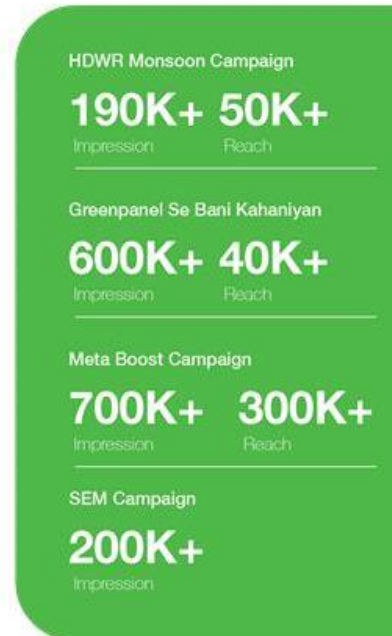 HDWR Monsoon Campaign
190K+ 50K+
Impression Reach
Greenpanel Se Bani Kahaniyan
600K+ 40K+
Impression Reach
Meta Boost Campaign
700K+ 300K+
Impression Reach
SEM Campaign
200K+
Impression